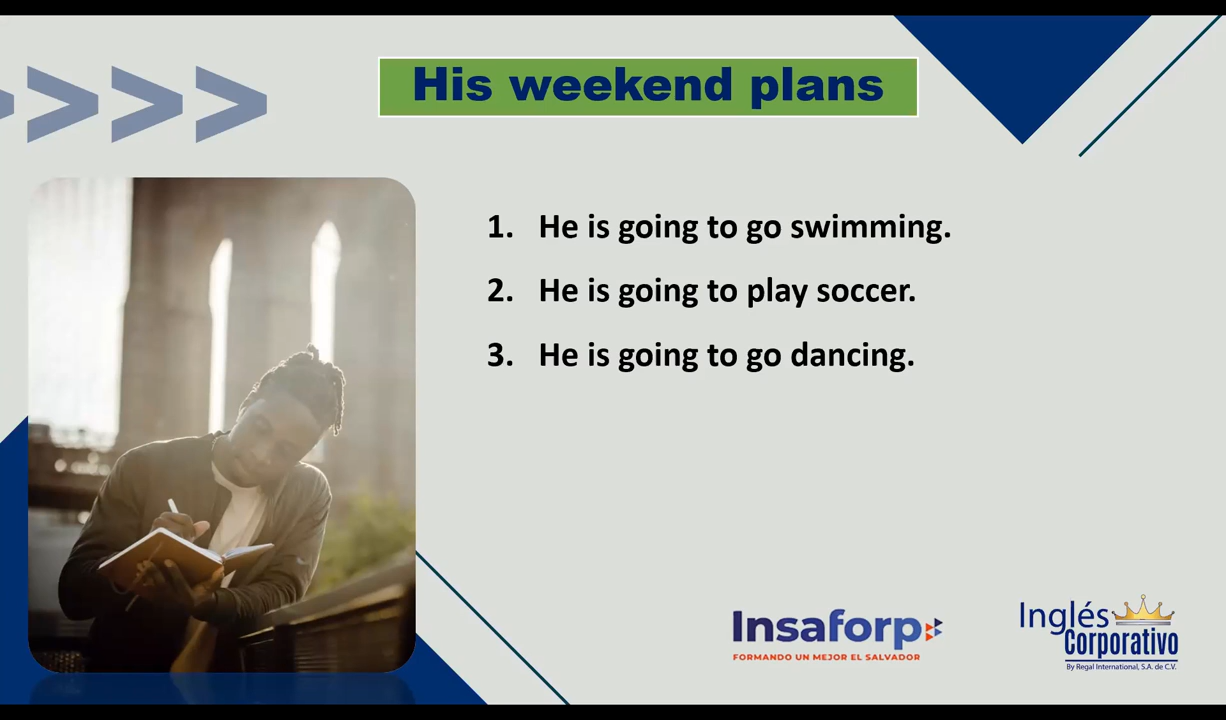 His weekend plans
1. He is going to go swimming.
2. He is going to play soccer.
3. He is going to go dancing.
Insaforp
FORMANDO UN MEJOR EL SALVADOR
Inglés
Corporativo
By Regal International, S.A. de C.V.